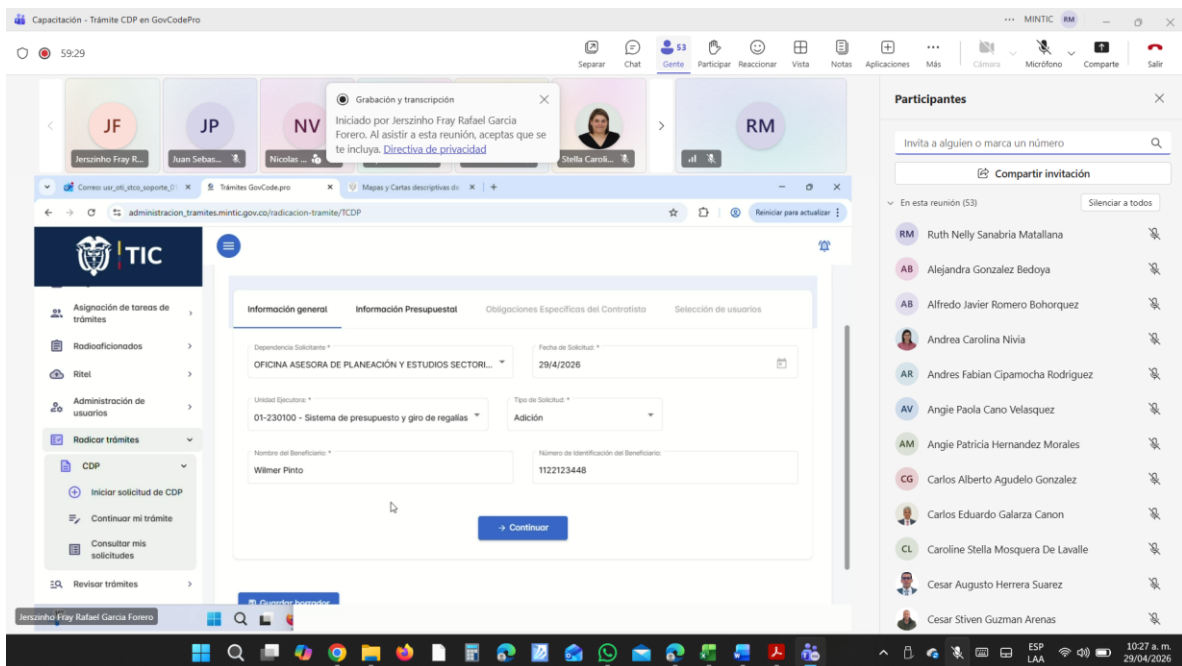 Capacitación - Trámite CDP en GovCodePro
MINTIC RM
59:29
Separar
Chat
53
Gente
Participar
Reaccionar
Vista
Notas
Aplicaciones
Más
Cámara
Micrófono
Comparte
Salir
JF
Jerszinho Fray R...
JP
Juan Sebas...
NV
Nicolas ...
Grabación y transcripción
Iniciado por Jerszinho Fray Rafael Garcia
Forero. Al asistir a esta reunión, aceptas que se
te incluya. Directiva de privacidad
Stella Caroli...
RM
Correo: usr_oti_stco_soporte_0
Trámites GovCode.pro
Mapas y Cartas descriptivas de
administracion_tramites.mintic.gov.co/radicacion-tramite/TCDP
Reiniciar para actualizar
TIC
Asignación de tareas de
trámites
Radioaficionados
Ritel
Administración de
usuarios
Radicar trámites
CDP
Iniciar solicitud de CDP
Continuar mi trámite
Consultar mis
solicitudes
Revisar trámites
Información general
Información Presupuestal
Obligaciones Específicas del Contratista
Selección de usuarios
Dependencia Solicitante *
OFICINA ASESORA DE PLANEACIÓN Y ESTUDIOS SECTORI...
Fecha de Solicitud: *
29/4/2026
Unidad Ejecutora: *
01-230100 - Sistema de presupuesto y giro de regalías
Tipo de Solicitud: *
Adición
Nombre del Beneficiario: *
Wilmer Pinto
Número de Identificación del Beneficiario:
1122123448
Continuar
Guardar borrador
Jerszinho Fray Rafael Garcia Forero
Participantes
Invita a alguien o marca un número
Compartir invitación
En esta reunión (53)
Silenciar a todos
RM Ruth Nelly Sanabria Matallana
AB Alejandra Gonzalez Bedoya
AB Alfredo Javier Romero Bohorquez
Andrea Carolina Nivia
AR Andres Fabian Cipamocha Rodriguez
AV Angie Paola Cano Velasquez
AM Angie Patricia Hernandez Morales
CG Carlos Alberto Agudelo Gonzalez
Carlos Eduardo Galarza Canon
CL Caroline Stella Mosquera De Lavalle
Cesar Augusto Herrera Suarez
Cesar Stiven Guzman Arenas
ESP
LAA
10:27 a. m.
29/04/2026